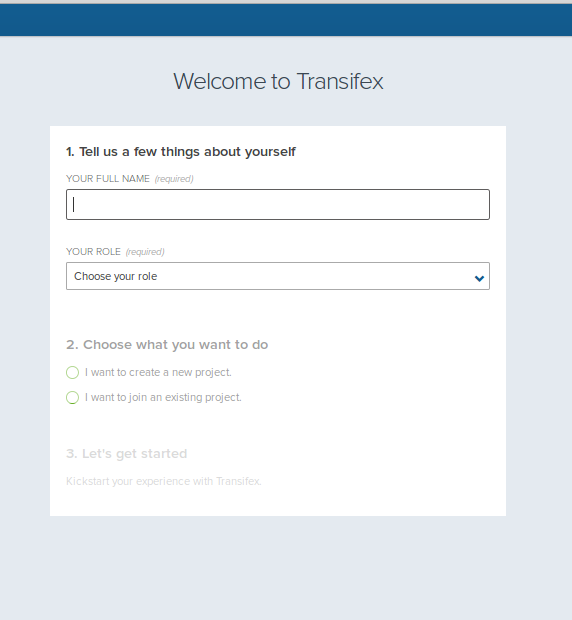 Welcome to Transifex
1. Tell us a few things about yourself
YOUR FULL NAME (required)
YOUR ROLE (required)
Choose your role
2. Choose what you want to do
I want to create a new project.
I want to join an existing project.
3. Let's get started
Kickstart your experience with Transifex.